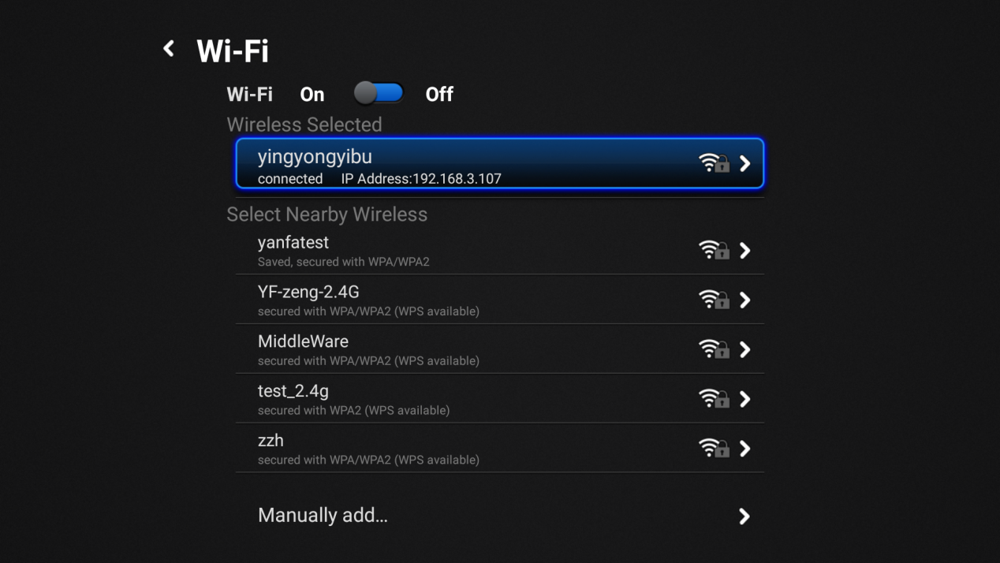 Wi-Fi
Wi-Fi On Off
Wireless Selected
yingyongyibu
connected IP Address:192.168.3.107
Select Nearby Wireless
yanfatest
Saved, secured with WPA/WPA2
YF-zeng-2.4G
secured with WPA/WPA2 (WPS available)
MiddleWare
secured with WPA/WPA2 (WPS available)
test_2.4g
secured with WPA2 (WPS available)
zzh
secured with WPA/WPA2 (WPS available)
Manually add...